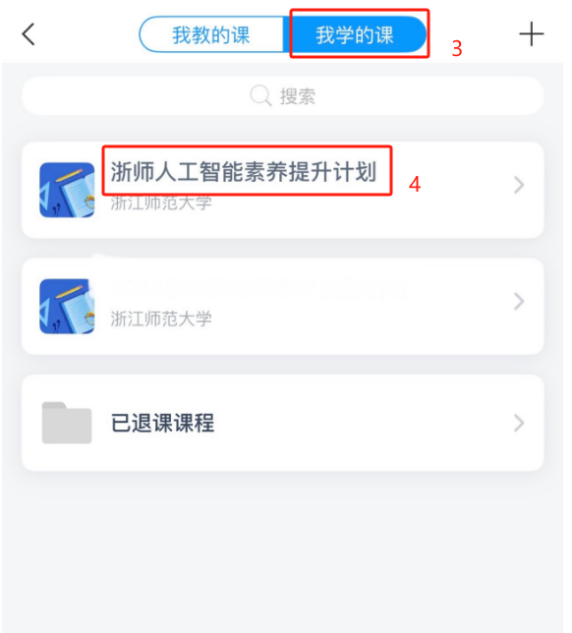 我教的课 我学的课 3
搜索
浙师人工智能素养提升计划 4
浙江师范大学
浙江师范大学
已退课课程